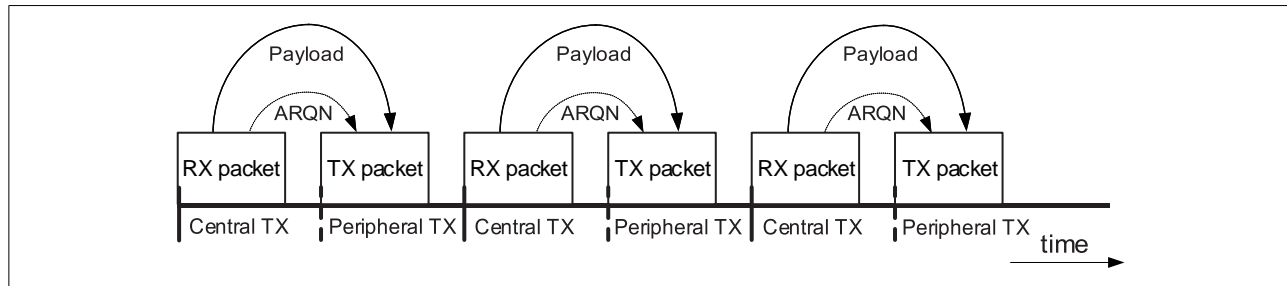 Payload Payload Payload
ARQN ARQN ARQN
RX packet TX packet RX packet TX packet RX packet TX packet
Central TX Peripheral TX Central TX Peripheral TX Central TX Peripheral TX
time